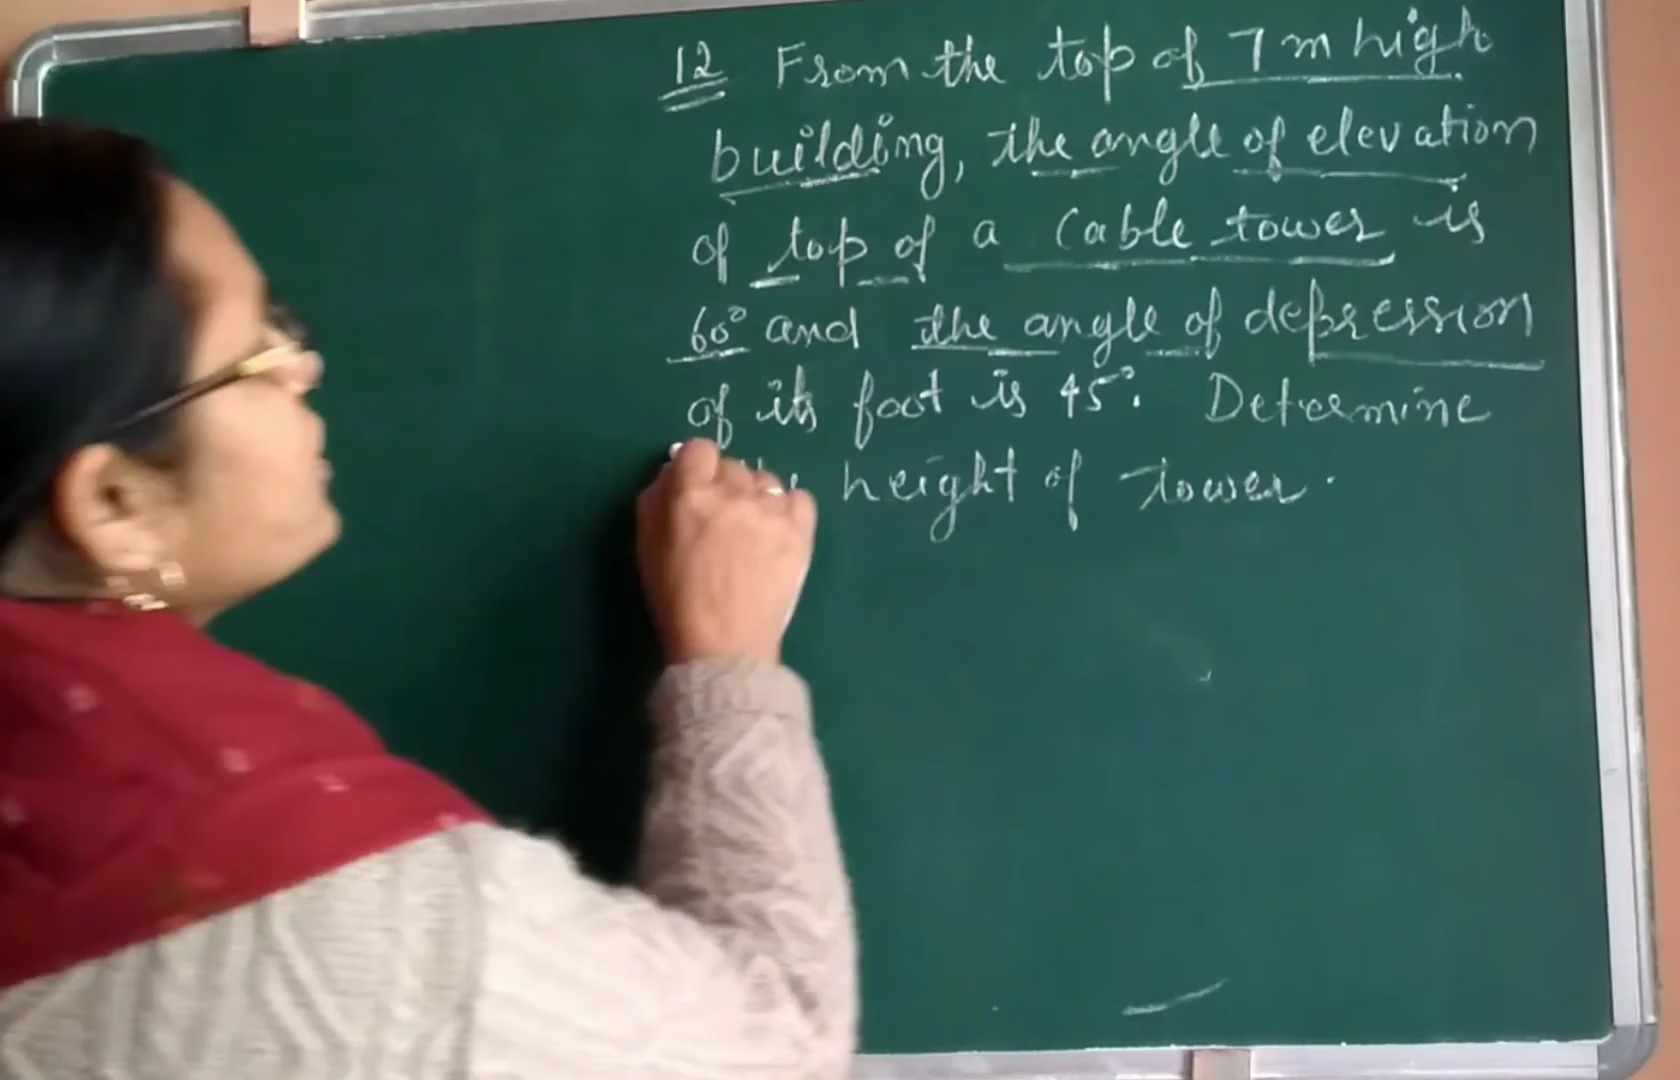 12 From the top of 7 m high
building, the angle of elevation
of top of a cable tower is
60° and the angle of depression
of its foot is 45°. Determine
height of tower.